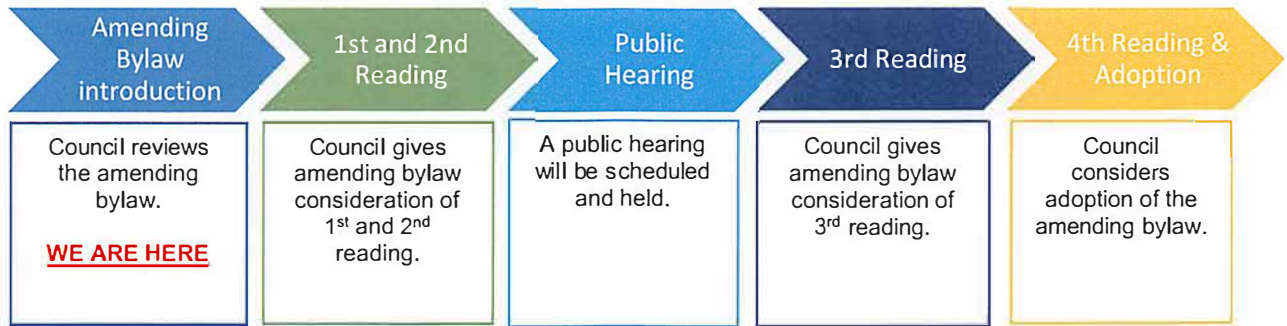 Amending
Bylaw
introduction
1st and 2nd
Reading
Public
Hearing
3rd Reading
4th Reading &
Adoption
Council reviews
the amending
bylaw.
WE ARE HERE
Council gives
amending bylaw
consideration of
1st and 2nd
reading.
A public hearing
will be scheduled
and held.
Council gives
amending bylaw
consideration of
3rd reading.
Council
considers
adoption of the
amending bylaw.